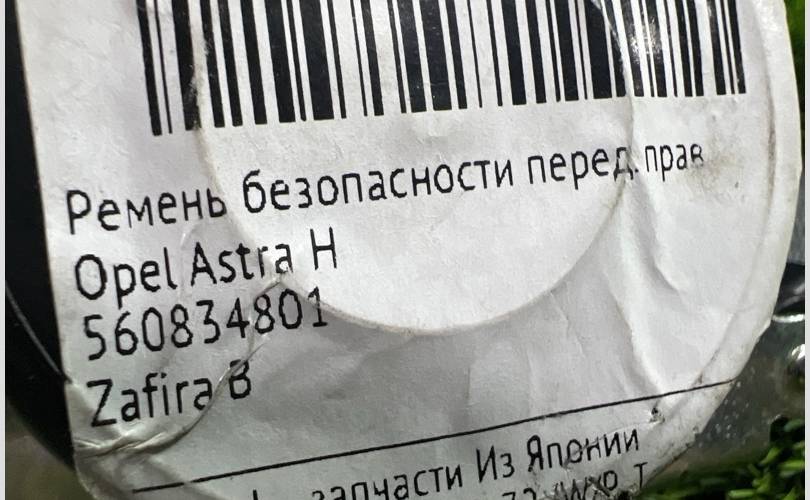 Ремень безопасности перед. прав
Opel Astra H
560834801
Zafira B
запчасти Из Японии